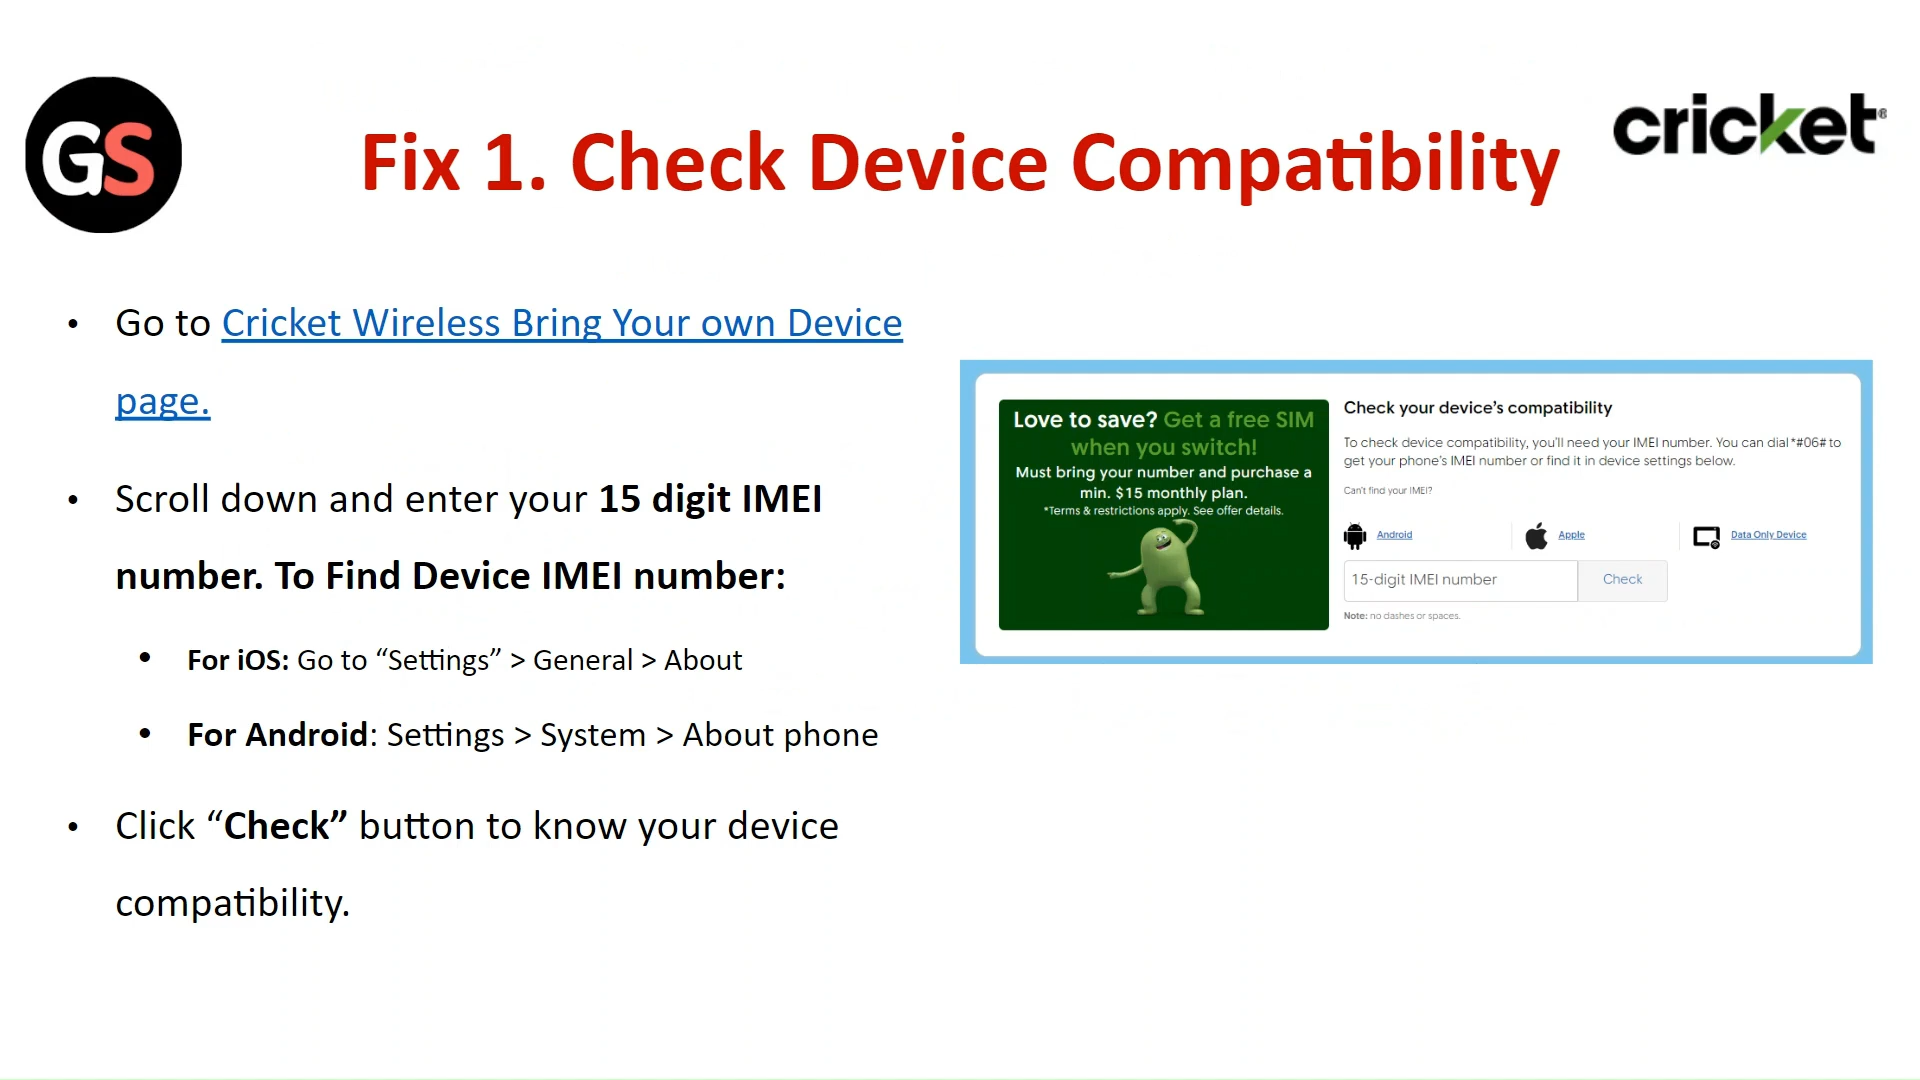 GS
Fix 1. Check Device Compatibility
cricket®
• Go to Cricket Wireless Bring Your own Device
page.
• Scroll down and enter your 15 digit IMEI
number. To Find Device IMEI number:
• For iOS: Go to “Settings” > General > About
• For Android: Settings > System > About phone
• Click “Check” button to know your device
compatibility.
Love to save? Get a free SIM
when you switch!
Must bring your number and purchase a
min. $15 monthly plan.
*Terms & restrictions apply. See offer details.
Check your device’s compatibility
To check device compatibility, you'll need your IMEI number. You can dial *#06# to
get your phone's IMEI number or find it in device settings below.
Can't find your IMEI?
Android
Apple
Data Only Device
15-digit IMEI number
Check
Note: no dashes or spaces.